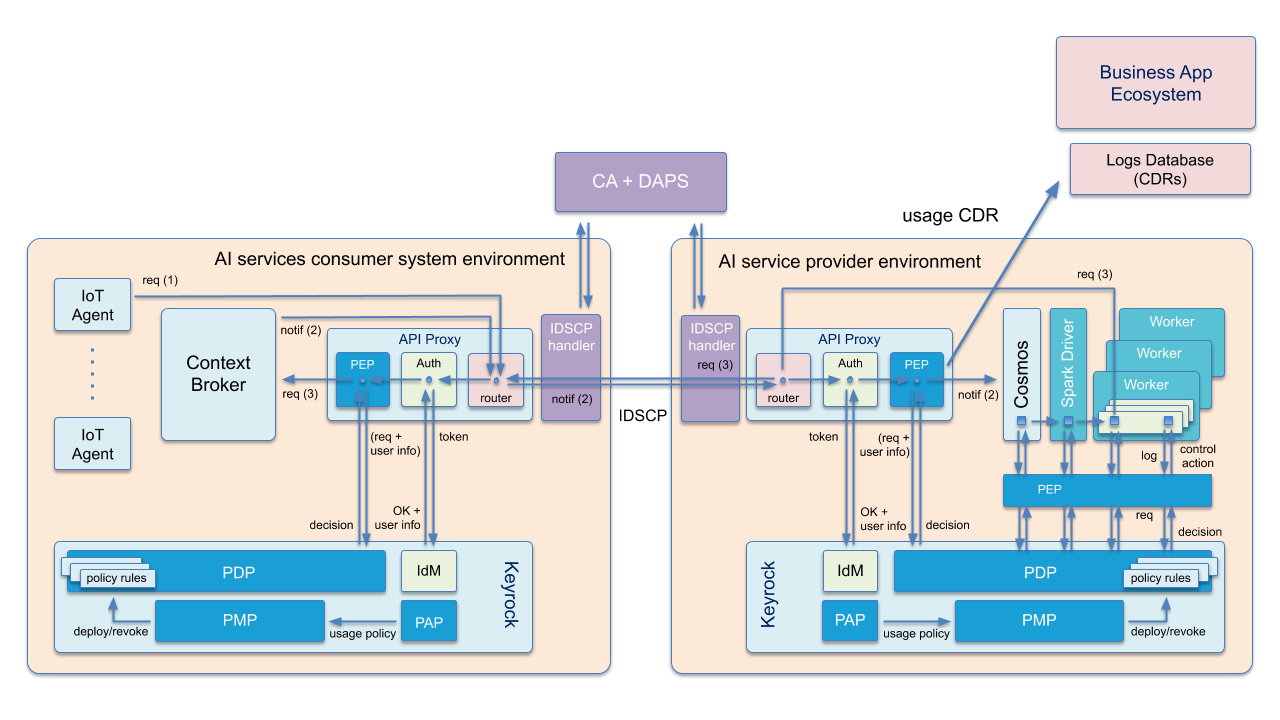 Business App
Ecosystem
Logs Database
(CDRs)
CA + DAPS
usage CDR
AI services consumer system environment
IoT
Agent
req (1)
notif (2)
Context
Broker
API Proxy
PEP
Auth
router
req (3)
IDSCP
handler
notif (2)
IoT
Agent
(req +
user info)
token
decision
OK +
user info
PDP
policy rules
IdM
Keyrock
deploy/revoke
PMP
usage policy
PAP
IDSCP
AI service provider environment
req (3)
IDSCP
handler
req (3)
API Proxy
router
Auth
PEP
notif (2)
Cosmos
Spark Driver
Worker
Worker
Worker
token
(req +
user info)
log
control
action
PEP
OK +
user info
decision
req
decision
Keyrock
IdM
PDP
policy rules
PAP
usage policy
PMP
deploy/revoke